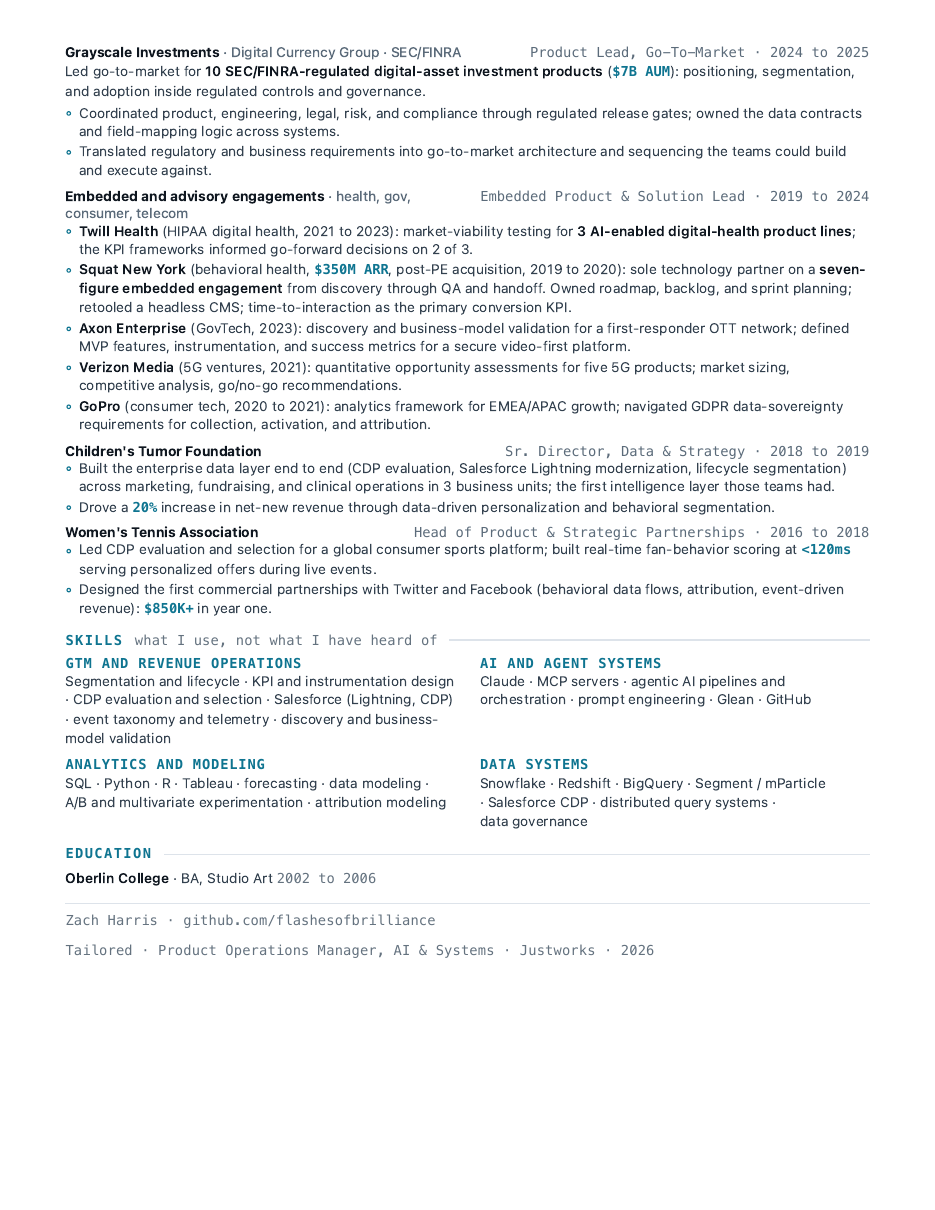 Grayscale Investments · Digital Currency Group · SEC/FINRA Product Lead, Go–To–Market · 2024 to 2025
Led go-to-market for 10 SEC/FINRA-regulated digital-asset investment products ($7B AUM): positioning, segmentation,
and adoption inside regulated controls and governance.
Coordinated product, engineering, legal, risk, and compliance through regulated release gates; owned the data contracts
and field-mapping logic across systems.
Translated regulatory and business requirements into go-to-market architecture and sequencing the teams could build
and execute against.
Embedded and advisory engagements · health, gov, Embedded Product & Solution Lead · 2019 to 2024
consumer, telecom
Twill Health (HIPAA digital health, 2021 to 2023): market-viability testing for 3 AI-enabled digital-health product lines;
the KPI frameworks informed go-forward decisions on 2 of 3.
Squat New York (behavioral health, $350M ARR, post-PE acquisition, 2019 to 2020): sole technology partner on a seven-
figure embedded engagement from discovery through QA and handoff. Owned roadmap, backlog, and sprint planning;
retooled a headless CMS; time-to-interaction as the primary conversion KPI.
Axon Enterprise (GovTech, 2023): discovery and business-model validation for a first-responder OTT network; defined
MVP features, instrumentation, and success metrics for a secure video-first platform.
Verizon Media (5G ventures, 2021): quantitative opportunity assessments for five 5G products; market sizing,
competitive analysis, go/no-go recommendations.
GoPro (consumer tech, 2020 to 2021): analytics framework for EMEA/APAC growth; navigated GDPR data-sovereignty
requirements for collection, activation, and attribution.
Children's Tumor Foundation Sr. Director, Data & Strategy · 2018 to 2019
Built the enterprise data layer end to end (CDP evaluation, Salesforce Lightning modernization, lifecycle segmentation)
across marketing, fundraising, and clinical operations in 3 business units; the first intelligence layer those teams had.
Drove a 20% increase in net-new revenue through data-driven personalization and behavioral segmentation.
Women's Tennis Association Head of Product & Strategic Partnerships · 2016 to 2018
Led CDP evaluation and selection for a global consumer sports platform; built real-time fan-behavior scoring at <120ms
serving personalized offers during live events.
Designed the first commercial partnerships with Twitter and Facebook (behavioral data flows, attribution, event-driven
revenue): $850K+ in year one.
SKILLS what I use, not what I have heard of
GTM AND REVENUE OPERATIONS
Segmentation and lifecycle · KPI and instrumentation design
· CDP evaluation and selection · Salesforce (Lightning, CDP)
· event taxonomy and telemetry · discovery and business-
model validation
AI AND AGENT SYSTEMS
Claude · MCP servers · agentic AI pipelines and
orchestration · prompt engineering · Glean · GitHub
ANALYTICS AND MODELING
SQL · Python · R · Tableau · forecasting · data modeling ·
A/B and multivariate experimentation · attribution modeling
DATA SYSTEMS
Snowflake · Redshift · BigQuery · Segment / mParticle
· Salesforce CDP · distributed query systems ·
data governance
EDUCATION
Oberlin College · BA, Studio Art 2002 to 2006
Zach Harris · github.com/flashesofbrilliance
Tailored · Product Operations Manager, AI & Systems · Justworks · 2026